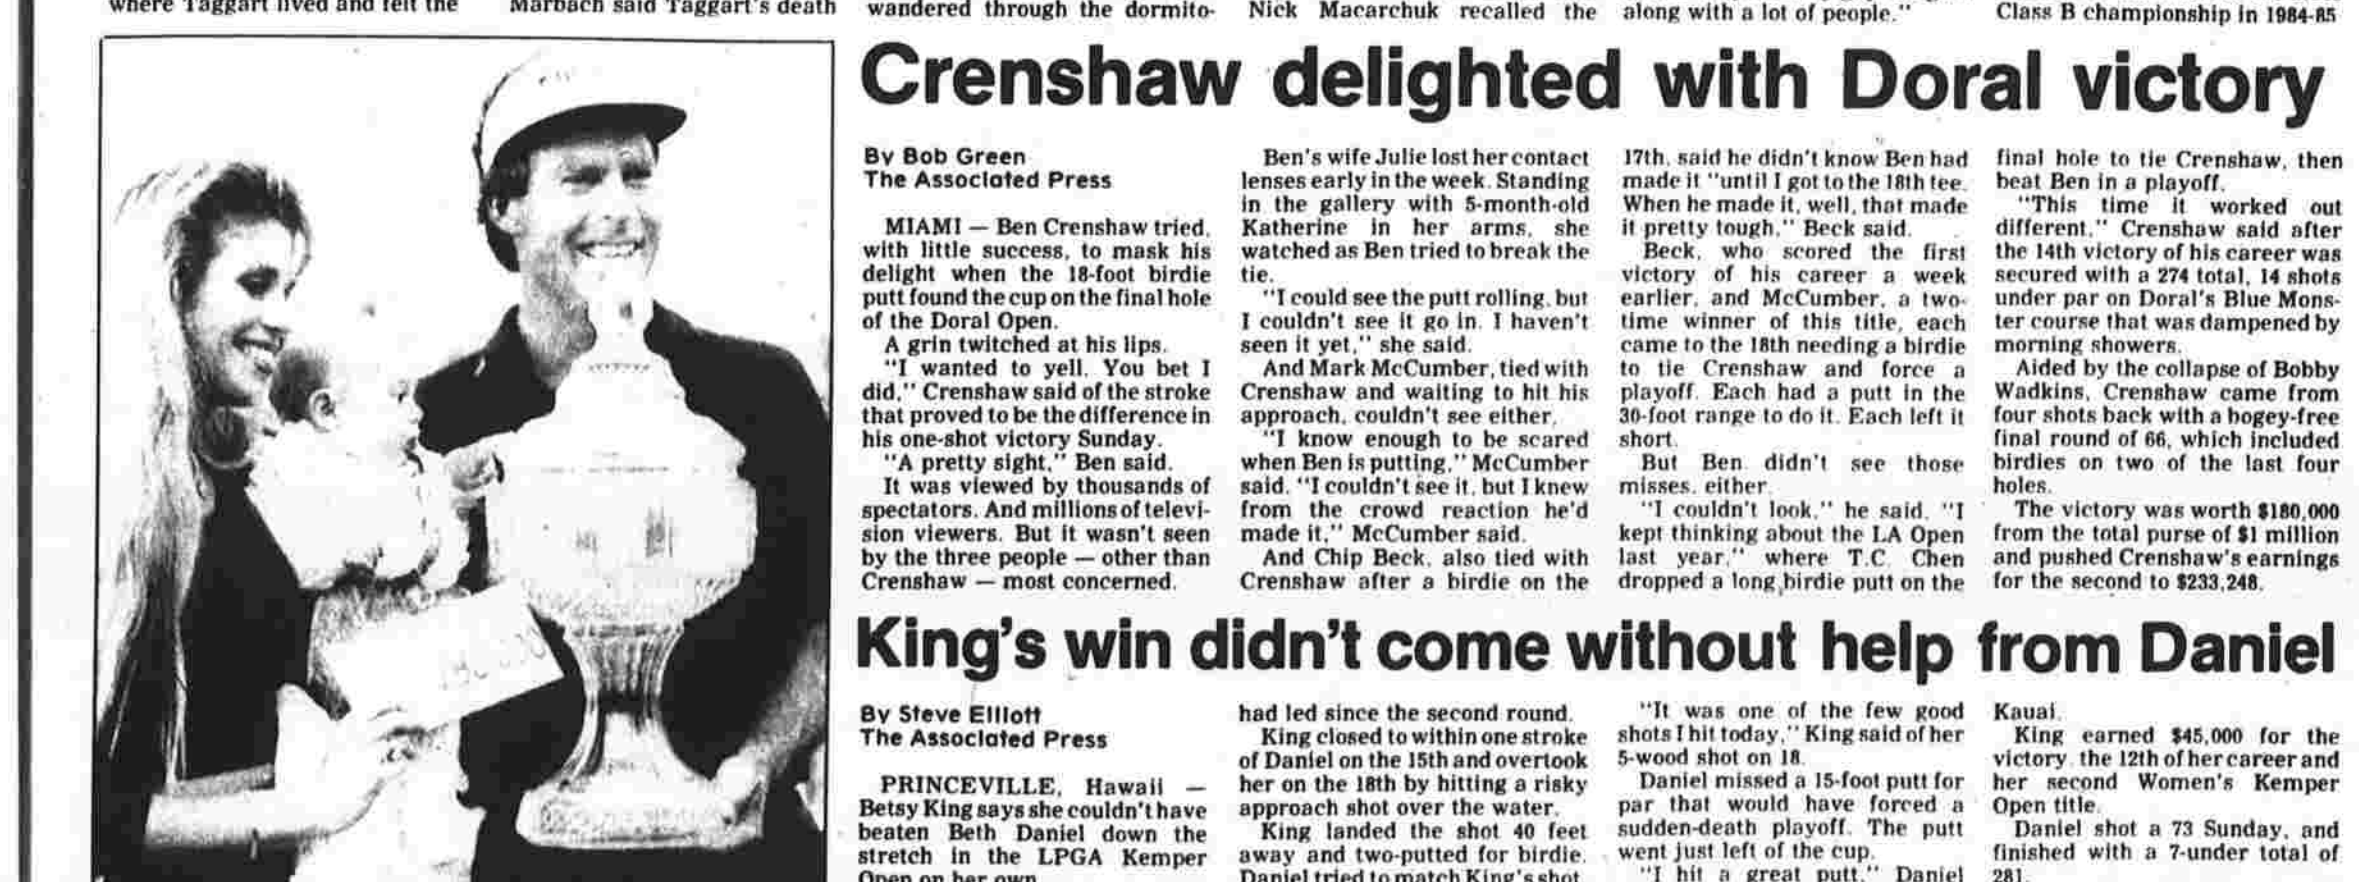 where Taggart lived and felt the
Marbach said Taggart's death
wandered through the dormito-
Nick Macarchuk recalled the
along with a lot of people."
Class B championship in 1984-85
Crenshaw delighted with Doral victory
By Bob Green
The Associated Press
MIAMI — Ben Crenshaw tried,
with little success, to mask his
delight when the 18-foot birdie
putt found the cup on the final hole
of the Doral Open.
A grin twitched at his lips.
"I wanted to yell. You bet I
did," Crenshaw said of the stroke
that proved to be the difference in
his one-shot victory Sunday.
"A pretty sight," Ben said.
It was viewed by thousands of
spectators. And millions of televi-
sion viewers. But it wasn't seen
by the three people — other than
Crenshaw — most concerned.
Ben's wife Julie lost her contact
lenses early in the week. Standing
in the gallery with 5-month-old
Katherine in her arms, she
watched as Ben tried to break the
tie.
"I could see the putt rolling, but
I couldn't see it go in. I haven't
seen it yet," she said.
And Mark McCumber, tied with
Crenshaw and waiting to hit his
approach, couldn't see either.
"I know enough to be scared
when Ben is putting," McCumber
said. "I couldn't see it, but I knew
from the crowd reaction he'd
made it," McCumber said.
And Chip Beck, also tied with
Crenshaw after a birdie on the
17th, said he didn't know Ben had
made it "until I got to the 18th tee.
When he made it, well, that made
it pretty tough," Beck said.
Beck, who scored the first
victory of his career a week
earlier, and McCumber, a two-
time winner of this title, each
came to the 18th needing a birdie
to tie Crenshaw and force a
playoff. Each had a putt in the
30-foot range to do it. Each left it
short.
But Ben didn't see those
misses, either.
"I couldn't look," he said. "I
kept thinking about the LA Open
last year," where T.C. Chen
dropped a long birdie putt on the
final hole to tie Crenshaw, then
beat Ben in a playoff.
"This time it worked out
different," Crenshaw said after
the 14th victory of his career was
secured with a 274 total, 14 shots
under par on Doral's Blue Mons-
ter course that was dampened by
morning showers.
Aided by the collapse of Bobby
Wadkins, Crenshaw came from
four shots back with a bogey-free
final round of 66, which included
birdies on two of the last four
holes.
The victory was worth $180,000
from the total purse of $1 million
and pushed Crenshaw's earnings
for the second to $233,248.
King's win didn't come without help from Daniel
By Steve Elliott
The Associated Press
PRINCEVILLE, Hawaii —
Betsy King says she couldn't have
beaten Beth Daniel down the
stretch in the LPGA Kemper
Open on her own.
had led since the second round.
King closed to within one stroke
of Daniel on the 15th and overtook
her on the 18th by hitting a risky
approach shot over the water.
King landed the shot 40 feet
away and two-putted for birdie.
Daniel tried to match King's shot,
"It was one of the few good
shots I hit today," King said of her
5-wood shot on 18.
Daniel missed a 15-foot putt for
par that would have forced a
sudden-death playoff. The putt
went just left of the cup.
"I hit a great putt," Daniel
Kauai.
King earned $45,000 for the
victory, the 12th of her career and
her second Women's Kemper
Open title.
Daniel shot a 73 Sunday, and
finished with a 7-under total of
281.